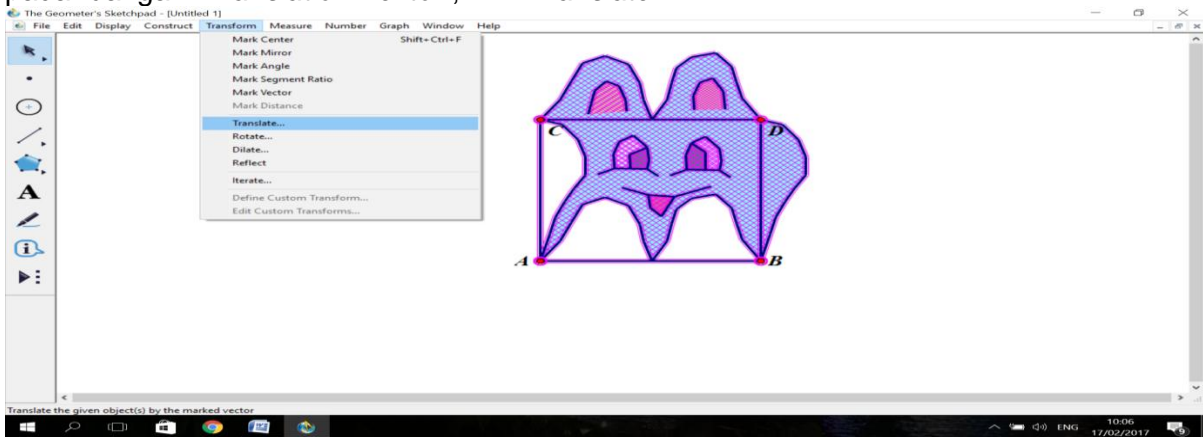 The Geometer's Sketchpad - [Untitled 1]
File Edit Display Construct Transform Measure Number Graph Window Help
Mark Center Shift+Ctrl+F
Mark Mirror
Mark Angle
Mark Segment Ratio
Mark Vector
Mark Distance
Translate...
Rotate...
Dilate...
Reflect
Iterate...
Define Custom Transform...
Edit Custom Transforms...
A
C
D
A
B
Translate the given object(s) by the marked vector
ENG
10:06
17/02/2017